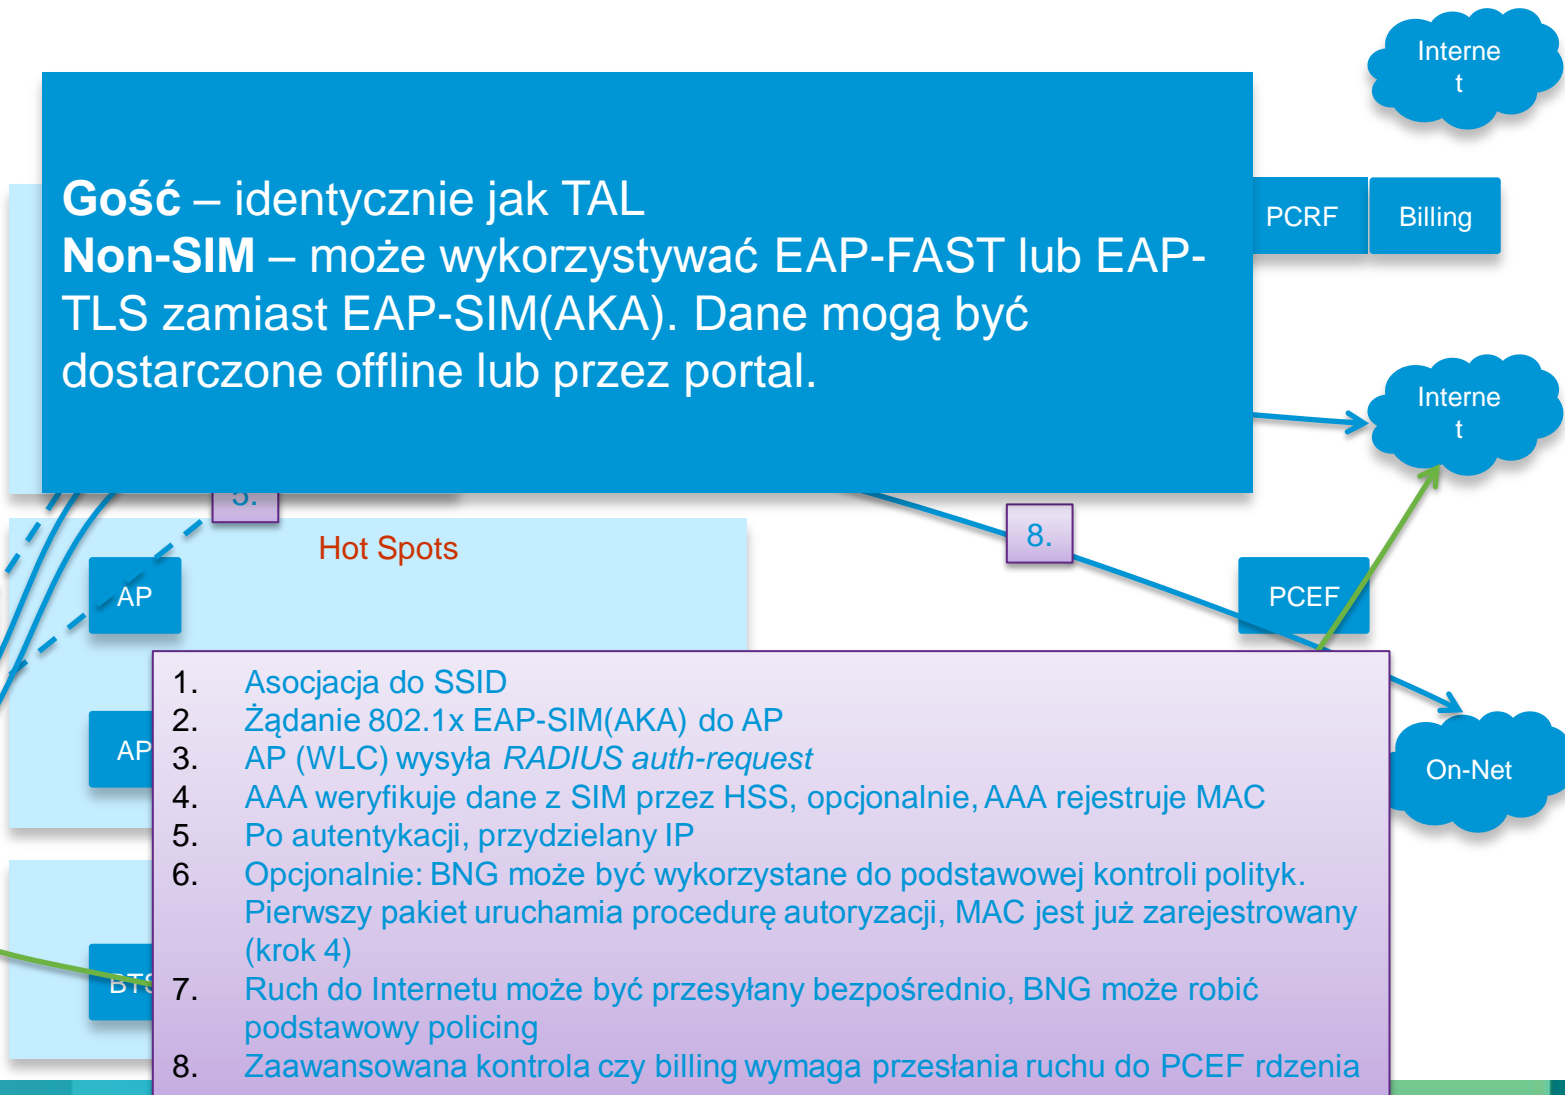 Interne
t
Gość – identycznie jak TAL
Non-SIM – może wykorzystywać EAP-FAST lub EAP-
TLS zamiast EAP-SIM(AKA). Dane mogą być
dostarczone offline lub przez portal.
PCRF
Billing
Interne
t
5.
8.
Hot Spots
AP
PCEF
AP
On-Net
BTS
1. Asocjacja do SSID
2. Żądanie 802.1x EAP-SIM(AKA) do AP
3. AP (WLC) wysyła RADIUS auth-request
4. AAA weryfikuje dane z SIM przez HSS, opcjonalnie, AAA rejestruje MAC
5. Po autentykacji, przydzielany IP
6. Opcjonalnie: BNG może być wykorzystane do podstawowej kontroli polityk.
Pierwszy pakiet uruchamia procedurę autoryzacji, MAC jest już zarejestrowany
(krok 4)
7. Ruch do Internetu może być przesyłany bezpośrednio, BNG może robić
podstawowy policing
8. Zaawansowana kontrola czy billing wymaga przesłania ruchu do PCEF rdzenia